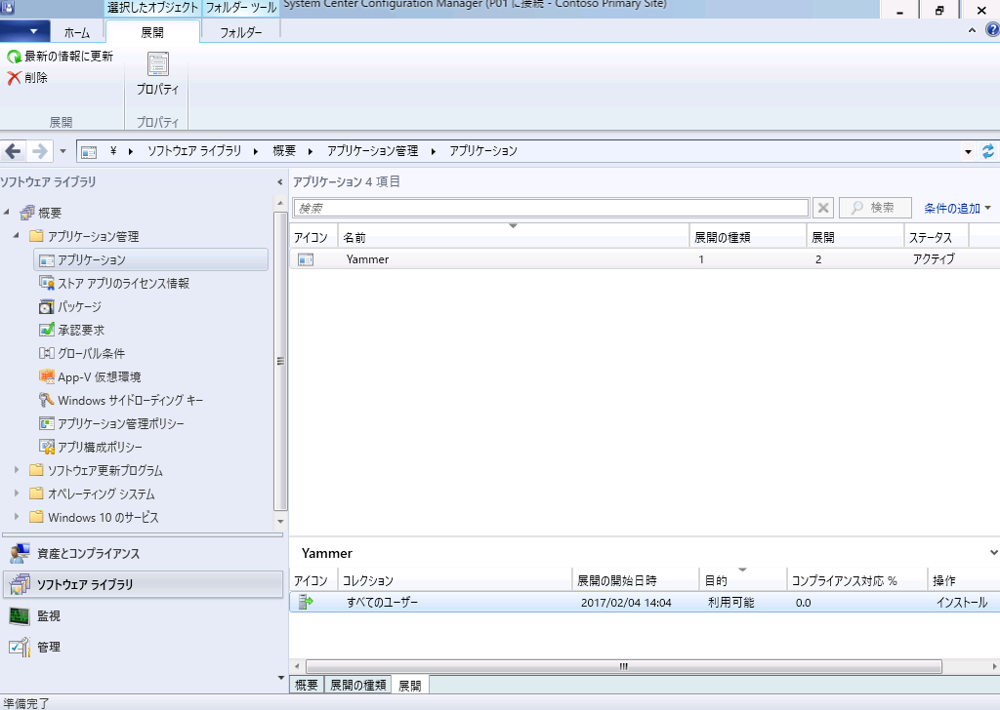 選択したオブジェクト フォルダー ツール System Center Configuration Manager (P01 に接続 - Contoso Primary Site)
ホーム 展開 フォルダー
最新の情報に更新
削除
プロパティ
展開 プロパティ
¥ ソフトウェア ライブラリ 概要 アプリケーション管理 アプリケーション
ソフトウェア ライブラリ
概要
アプリケーション管理
アプリケーション
ストア アプリのライセンス情報
パッケージ
承認要求
グローバル条件
App-V 仮想環境
Windows サイドローディング キー
アプリケーション管理ポリシー
アプリ構成ポリシー
ソフトウェア更新プログラム
オペレーティング システム
Windows 10 のサービス
資産とコンプライアンス
ソフトウェア ライブラリ
監視
管理
アプリケーション 4 項目
検索 検索 条件の追加
アイコン 名前 展開の種類 展開 ステータス
Yammer 1 2 アクティブ
Yammer
アイコン コレクション 展開の開始日時 目的 コンプライアンス対応 % 操作
すべてのユーザー 2017/02/04 14:04 利用可能 0.0 インストール
概要 展開の種類 展開
準備完了